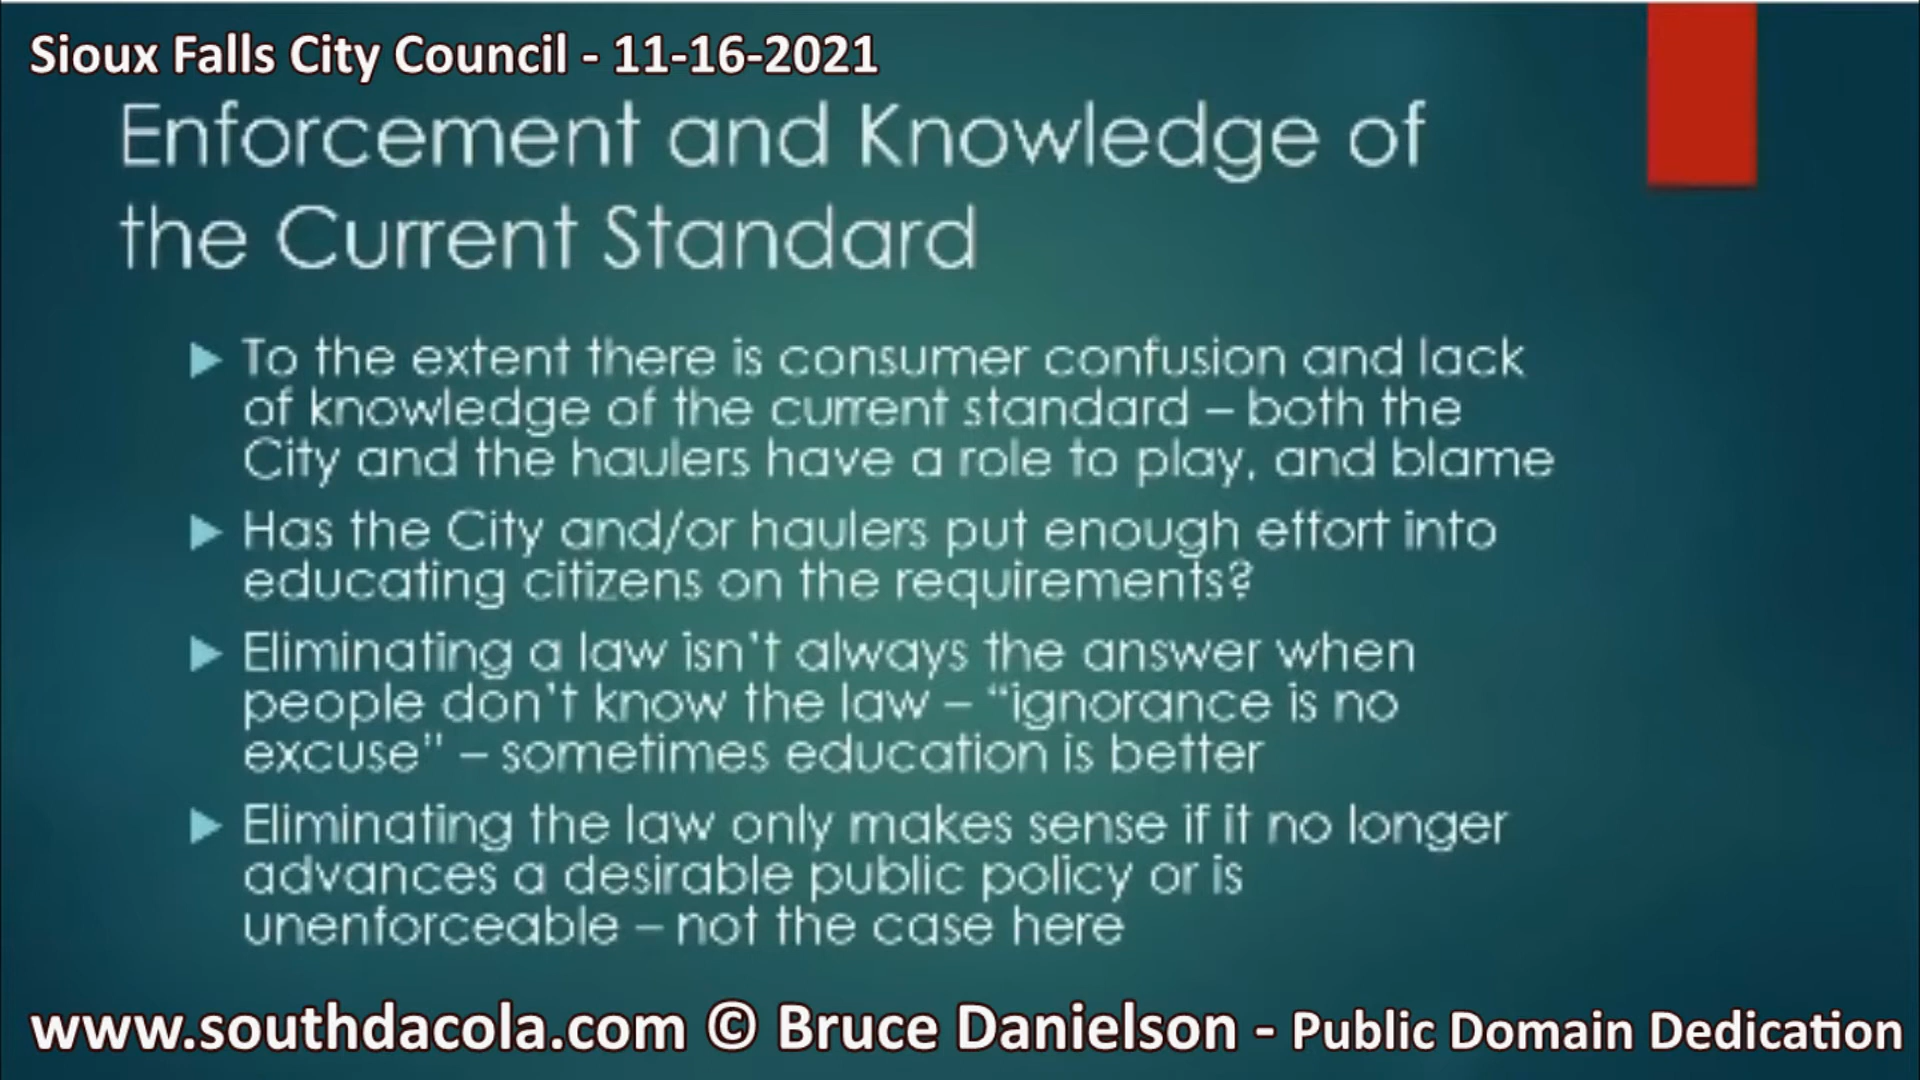 Sioux Falls City Council - 11-16-2021
Enforcement and Knowledge of
the Current Standard
To the extent there is consumer confusion and lack
of knowledge of the current standard – both the
City and the haulers have a role to play, and blame
Has the City and/or haulers put enough effort into
educating citizens on the requirements?
Eliminating a law isn't always the answer when
people don't know the law – “ignorance is no
excuse” – sometimes education is better
Eliminating the law only makes sense if it no longer
advances a desirable public policy or is
unenforceable – not the case here
www.southdacola.com © Bruce Danielson - Public Domain Dedication